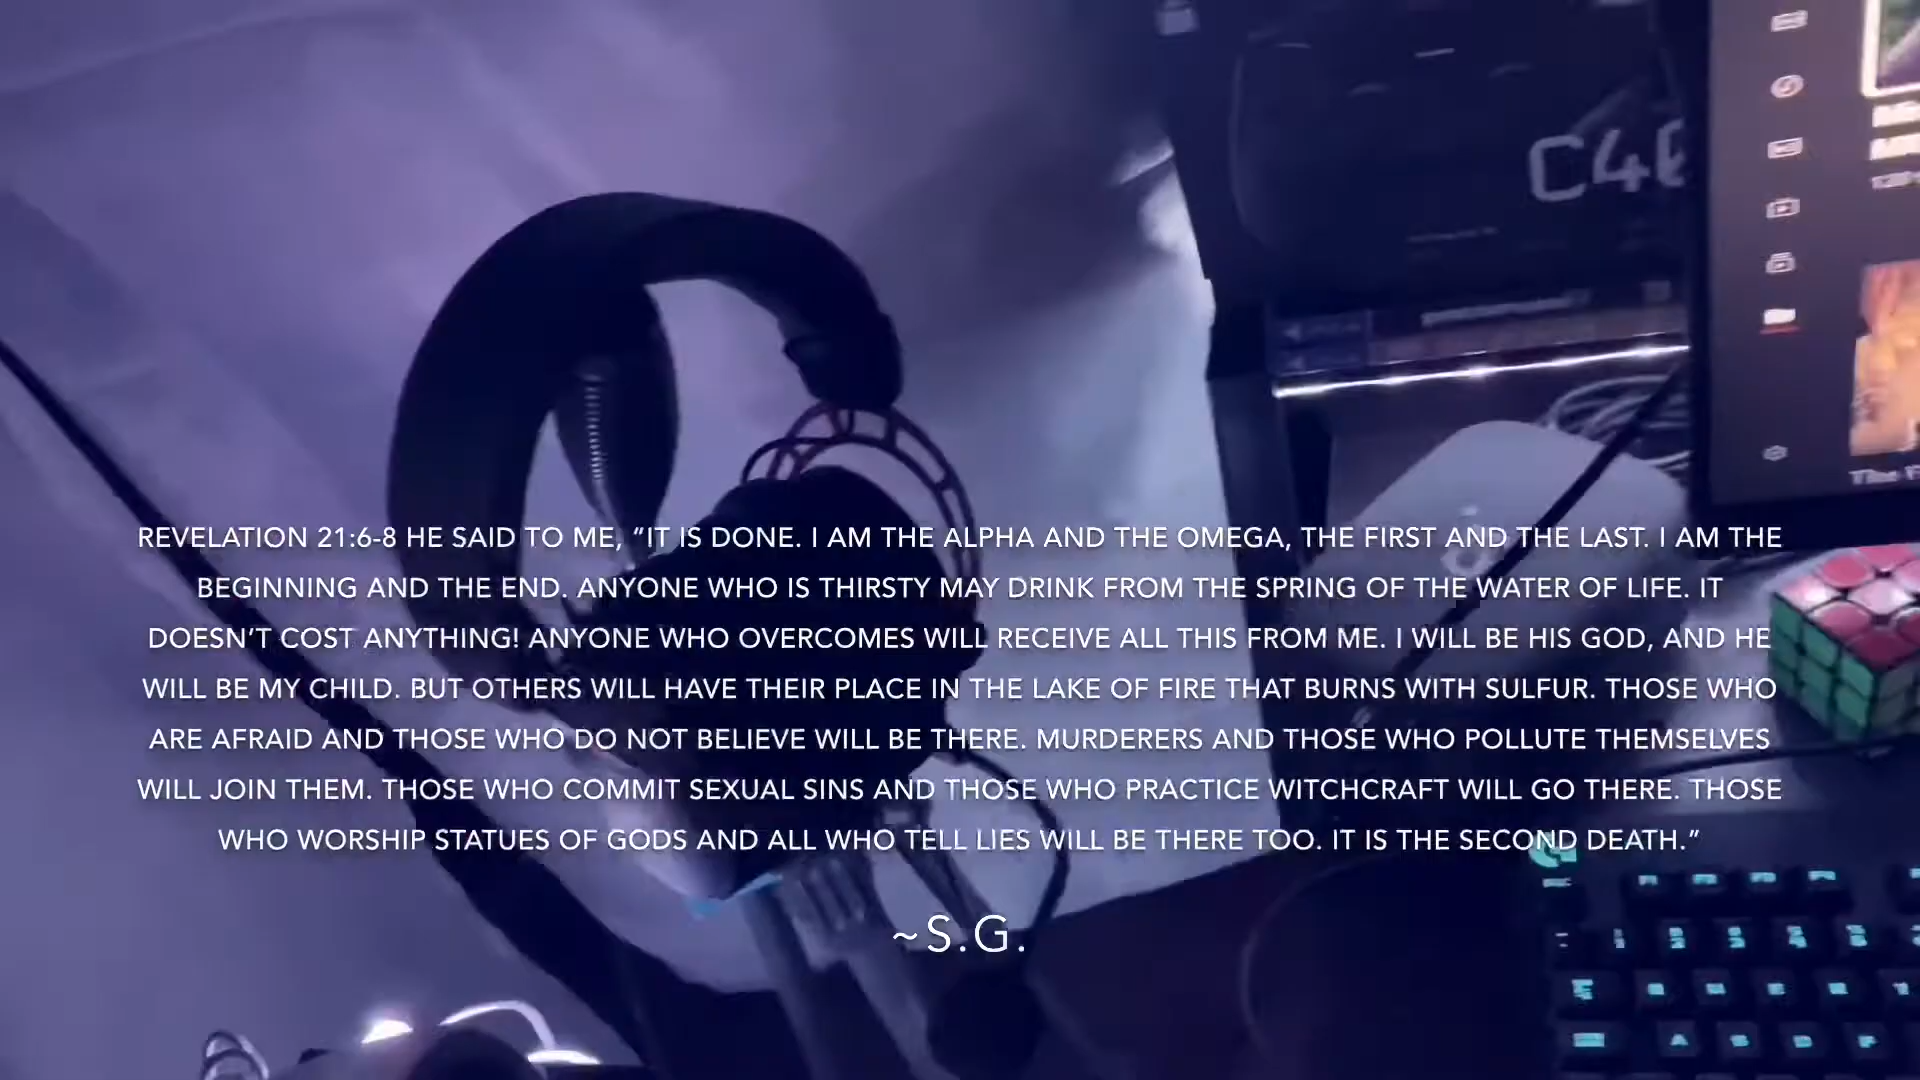 C4
The F
REVELATION 21:6-8 HE SAID TO ME, “IT IS DONE. I AM THE ALPHA AND THE OMEGA, THE FIRST AND THE LAST. I AM THE
BEGINNING AND THE END. ANYONE WHO IS THIRSTY MAY DRINK FROM THE SPRING OF THE WATER OF LIFE. IT
DOESN’T COST ANYTHING! ANYONE WHO OVERCOMES WILL RECEIVE ALL THIS FROM ME. I WILL BE HIS GOD, AND HE
WILL BE MY CHILD. BUT OTHERS WILL HAVE THEIR PLACE IN THE LAKE OF FIRE THAT BURNS WITH SULFUR. THOSE WHO
ARE AFRAID AND THOSE WHO DO NOT BELIEVE WILL BE THERE. MURDERERS AND THOSE WHO POLLUTE THEMSELVES
WILL JOIN THEM. THOSE WHO COMMIT SEXUAL SINS AND THOSE WHO PRACTICE WITCHCRAFT WILL GO THERE. THOSE
WHO WORSHIP STATUES OF GODS AND ALL WHO TELL LIES WILL BE THERE TOO. IT IS THE SECOND DEATH.”
~S.G.
A S D F